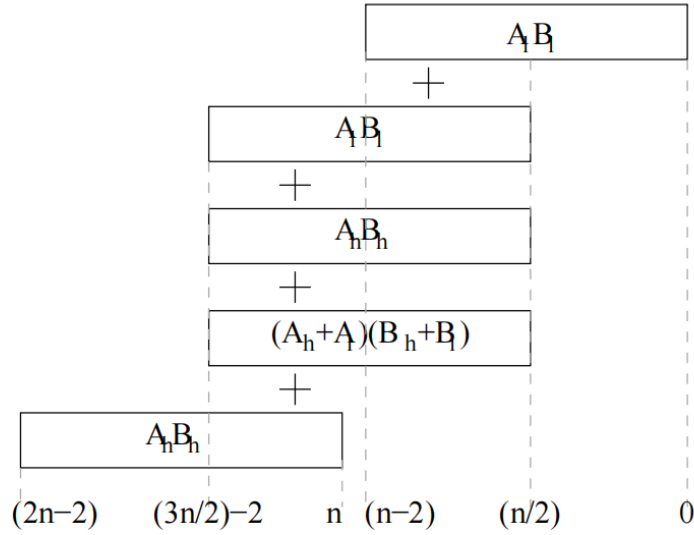 AlBl
+
AlBl
+
AhBh
+
(Ah+Al)(Bh+Bl)
+
AhBh
(2n−2) (3n/2)−2 n (n−2) (n/2) 0